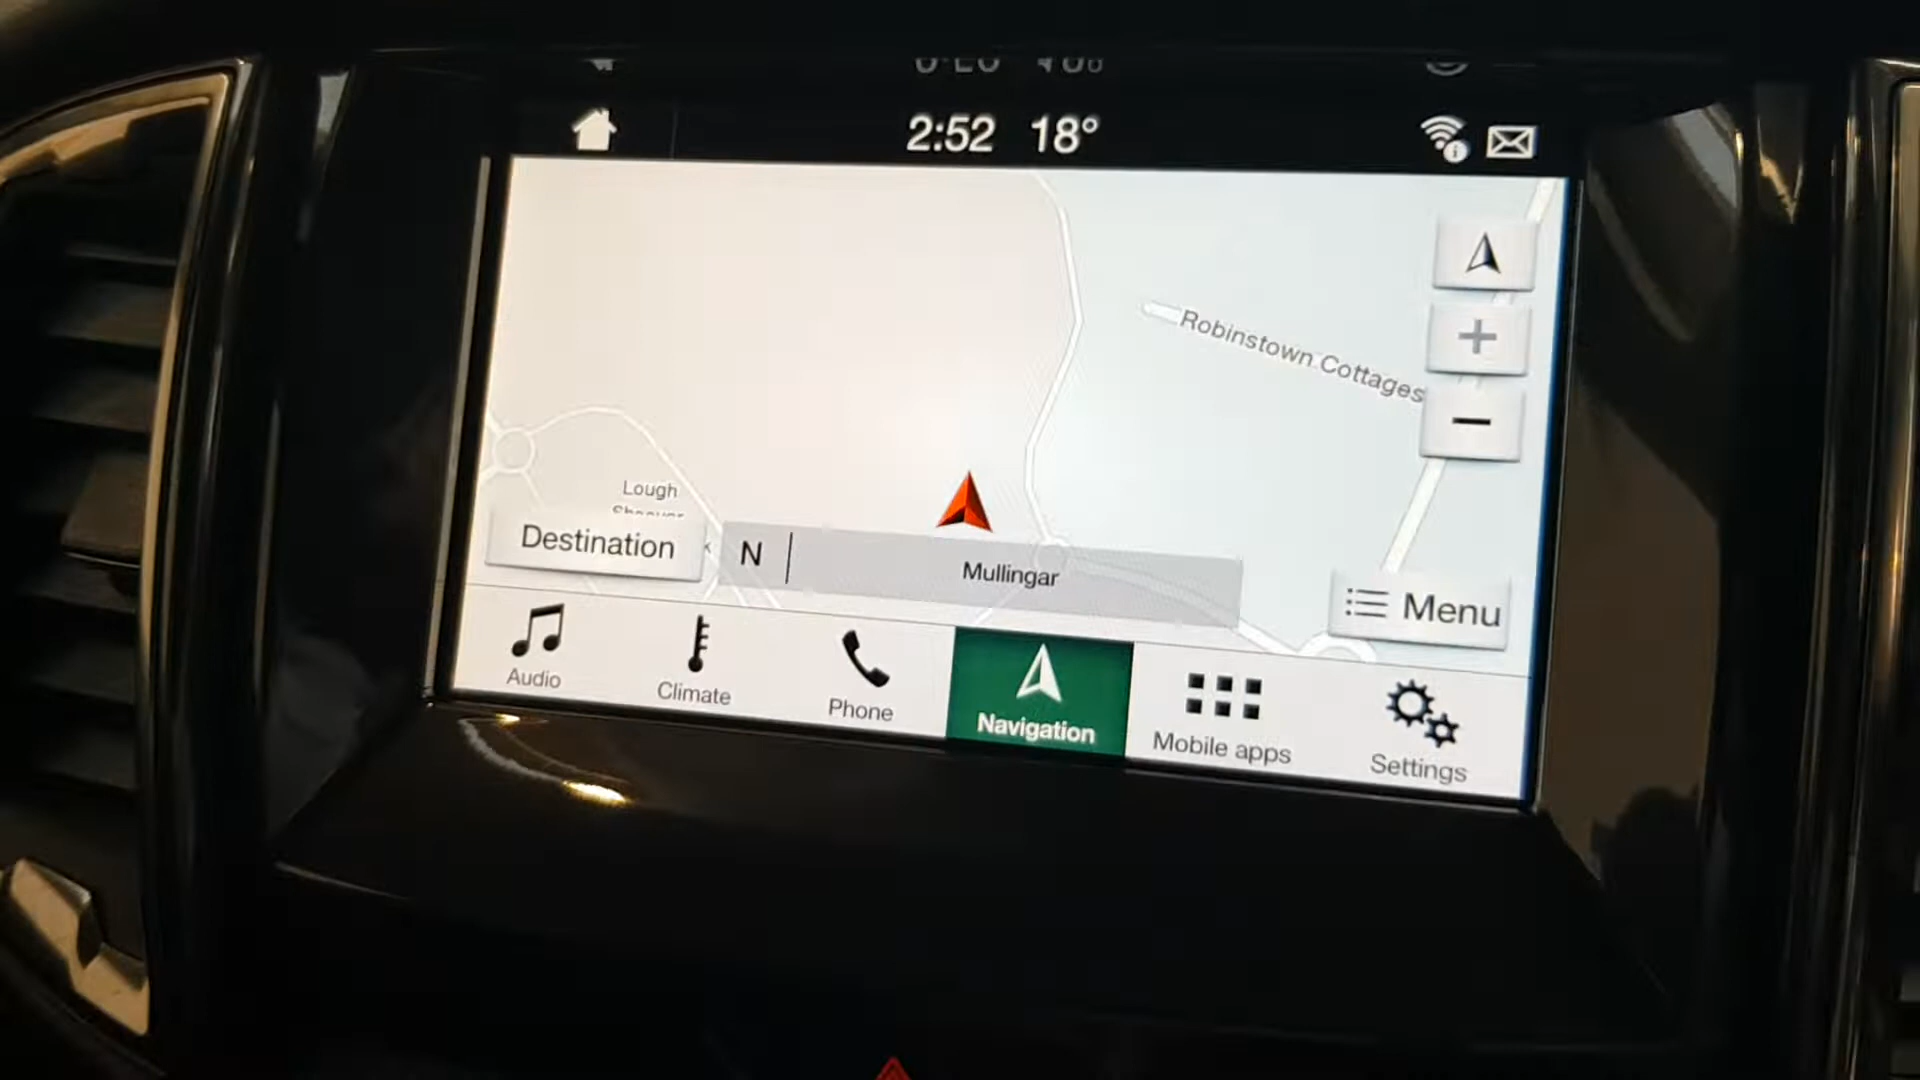 2:52 18°
Robinstown Cottages
Lough
Destination
N
Mullingar
Menu
Audio
Climate
Phone
Navigation
Mobile apps
Settings